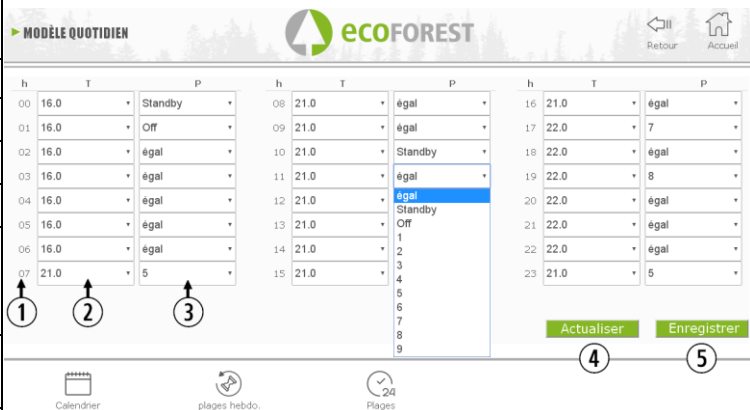 ► MODÈLE QUOTIDIEN
ecoFOREST
Retour
Accueil
h T P h T P h T P
00 16.0 Standby 08 21.0 égal 16 21.0 égal
01 16.0 Off 09 21.0 égal 17 22.0 7
02 16.0 égal 10 21.0 Standby 18 22.0 égal
03 16.0 égal 11 21.0 égal 19 22.0 8
04 16.0 égal 12 21.0 20 22.0 égal
05 16.0 égal 13 21.0 21 22.0 égal
06 16.0 égal 14 21.0 22 22.0 égal
07 21.0 5 15 21.0 23 21.0 5
égal
Standby
Off
1
2
3
4
5
6
7
8
9
1 2 3
Actualiser Enregistrer
4 5
Calendrier
plages hebdo.
24
Plages